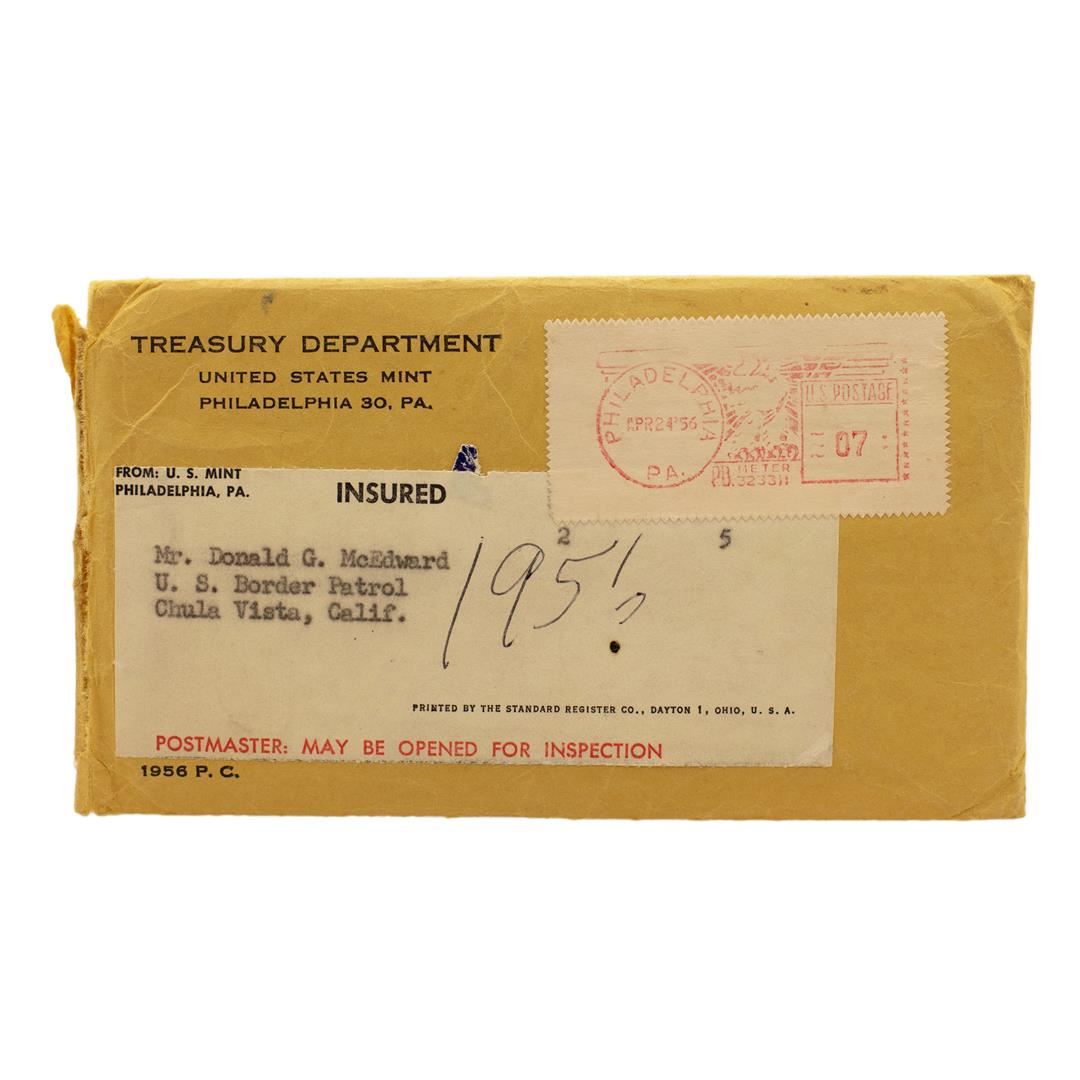 TREASURY DEPARTMENT
UNITED STATES MINT
PHILADELPHIA 30, PA.
PHILADELPHIA
APR 24 '56
PA.
U.S. POSTAGE
07
P.B. METER
FROM: U. S. MINT
PHILADELPHIA, PA.
INSURED
2 5
Mr. Donald G. McEdward
U. S. Border Patrol
Chula Vista, Calif.
PRINTED BY THE STANDARD REGISTER CO., DAYTON 1, OHIO, U. S. A.
POSTMASTER: MAY BE OPENED FOR INSPECTION
1956 P. C.